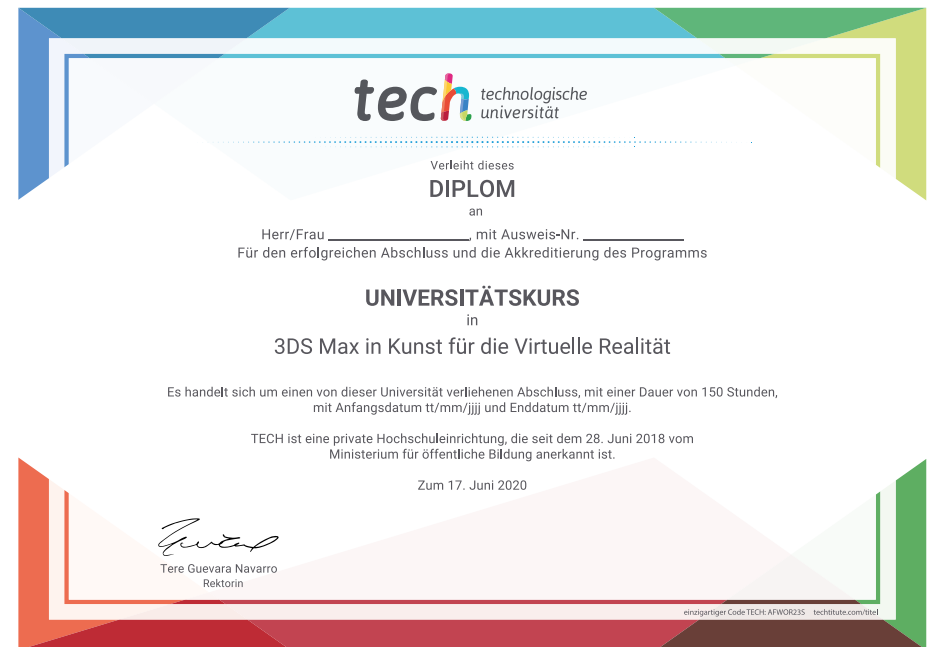 tech technologische
universität
Verleiht dieses
DIPLOM
an
Herr/Frau ____________________, mit Ausweis-Nr. ______________
Für den erfolgreichen Abschluss und die Akkreditierung des Programms
UNIVERSITÄTSKURS
in
3DS Max in Kunst für die Virtuelle Realität
Es handelt sich um einen von dieser Universität verliehenen Abschluss, mit einer Dauer von 150 Stunden,
mit Anfangsdatum tt/mm/jjjj und Enddatum tt/mm/jjjj.
TECH ist eine private Hochschuleinrichtung, die seit dem 28. Juni 2018 vom
Ministerium für öffentliche Bildung anerkannt ist.
Zum 17. Juni 2020
Tere Guevara Navarro
Rektorin
einzigartiger Code TECH: AFWOR23S techtitute.com/titel